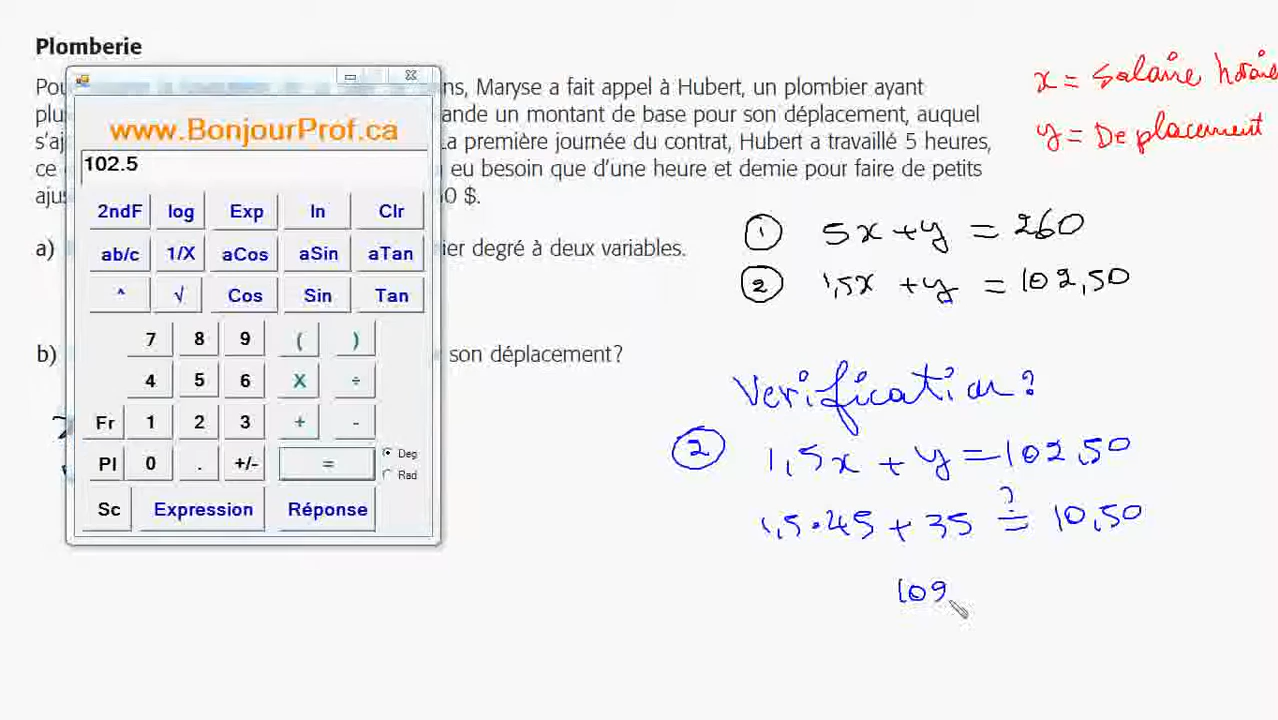 Plomberie
Pou ns, Maryse a fait appel à Hubert, un plombier ayant
plu ande un montant de base pour son déplacement, auquel
s'aj La première journée du contrat, Hubert a travaillé 5 heures,
ce eu besoin que d'une heure et demie pour faire de petits
ajus 0 $.
a) ier degré à deux variables.
b) son déplacement?
www.BonjourProf.ca
102.5
2ndF log Exp ln Clr
ab/c 1/X aCos aSin aTan
^ √ Cos Sin Tan
7 8 9 ( )
4 5 6 X ÷
Fr 1 2 3 + -
PI 0 . +/- = Deg
Rad
Sc Expression Réponse
x = Salaire horaire
y = Deplacement
1 5x + y = 260
2 1,5x + y = 102,50
Verification?
2 1,5x + y = 102,50
1,5·45 + 35 ≟ 10,50
109